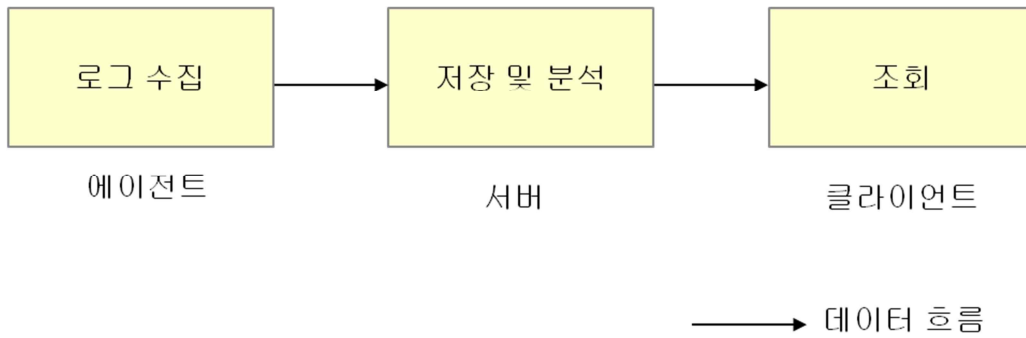 로그 수집
저장 및 분석
조회
에이전트
서버
클라이언트
데이터 흐름